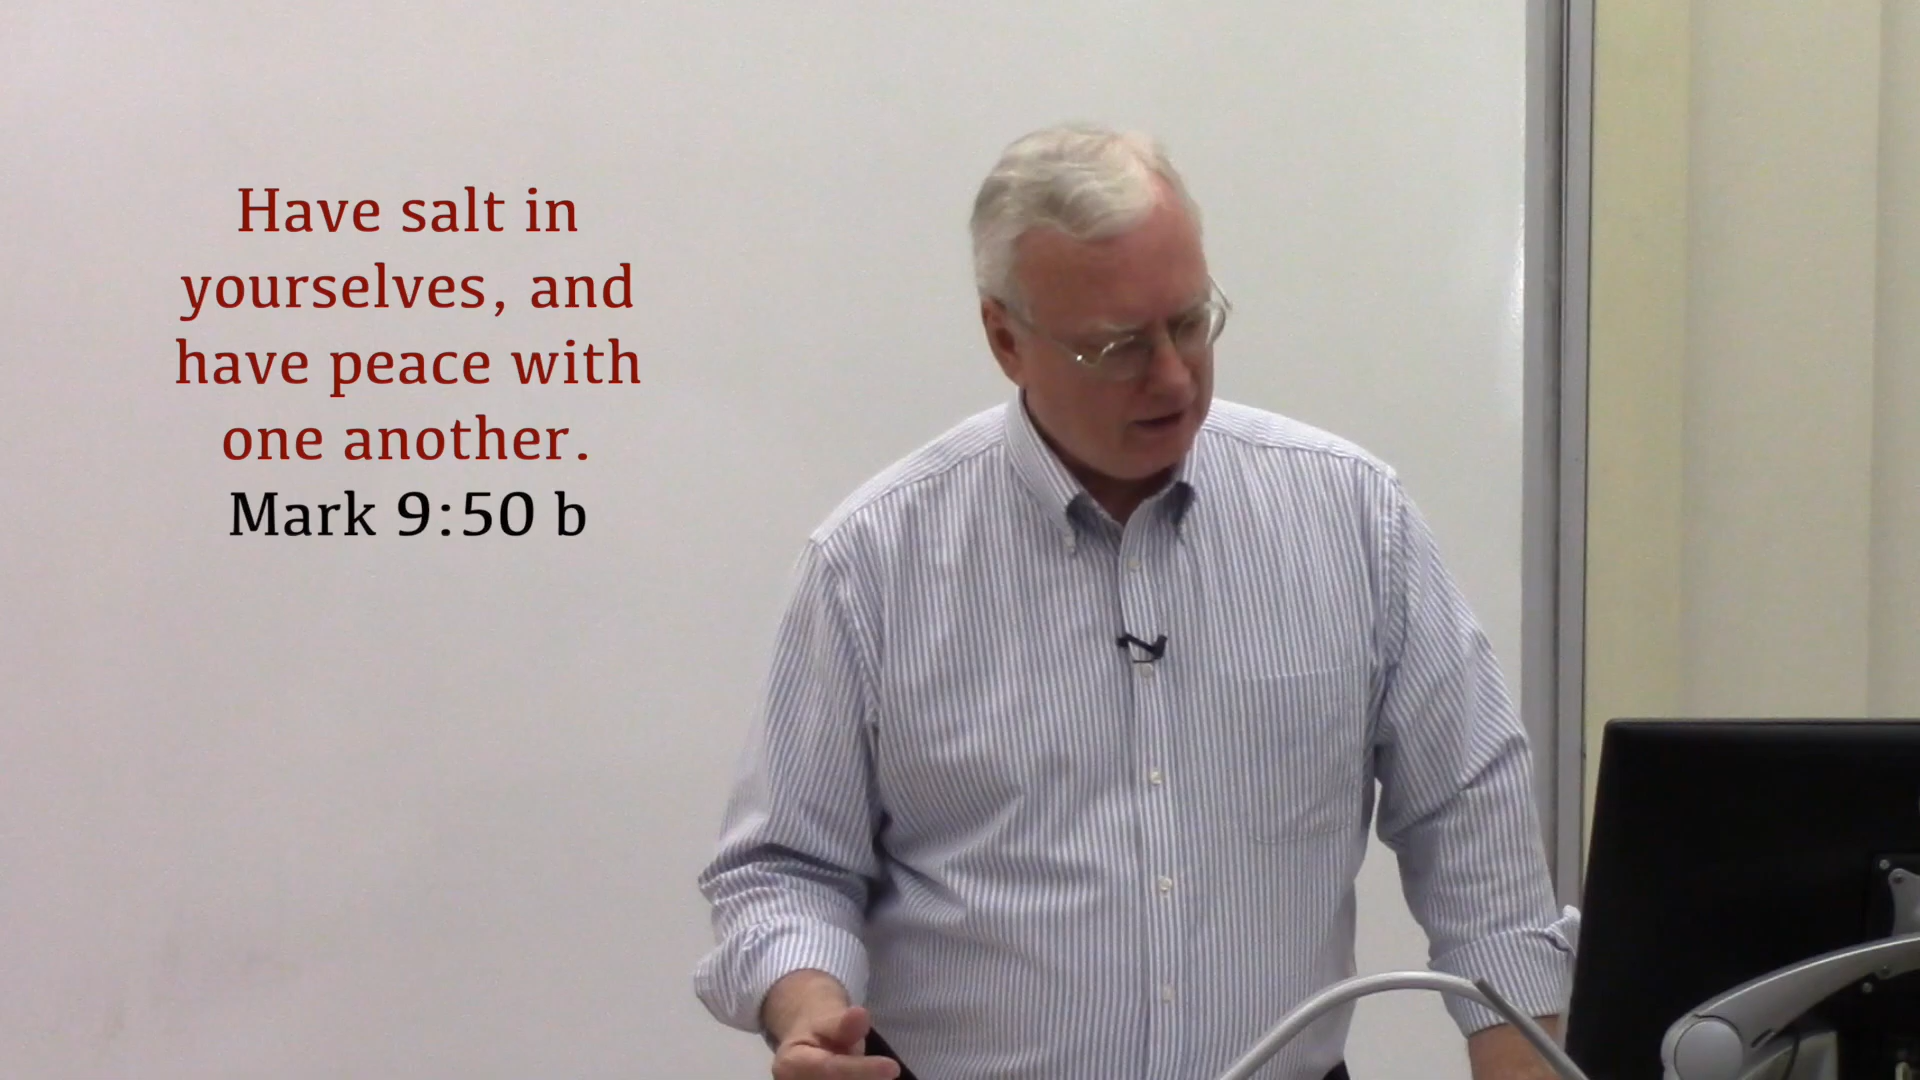 Have salt in
yourselves, and
have peace with
one another.
Mark 9:50 b